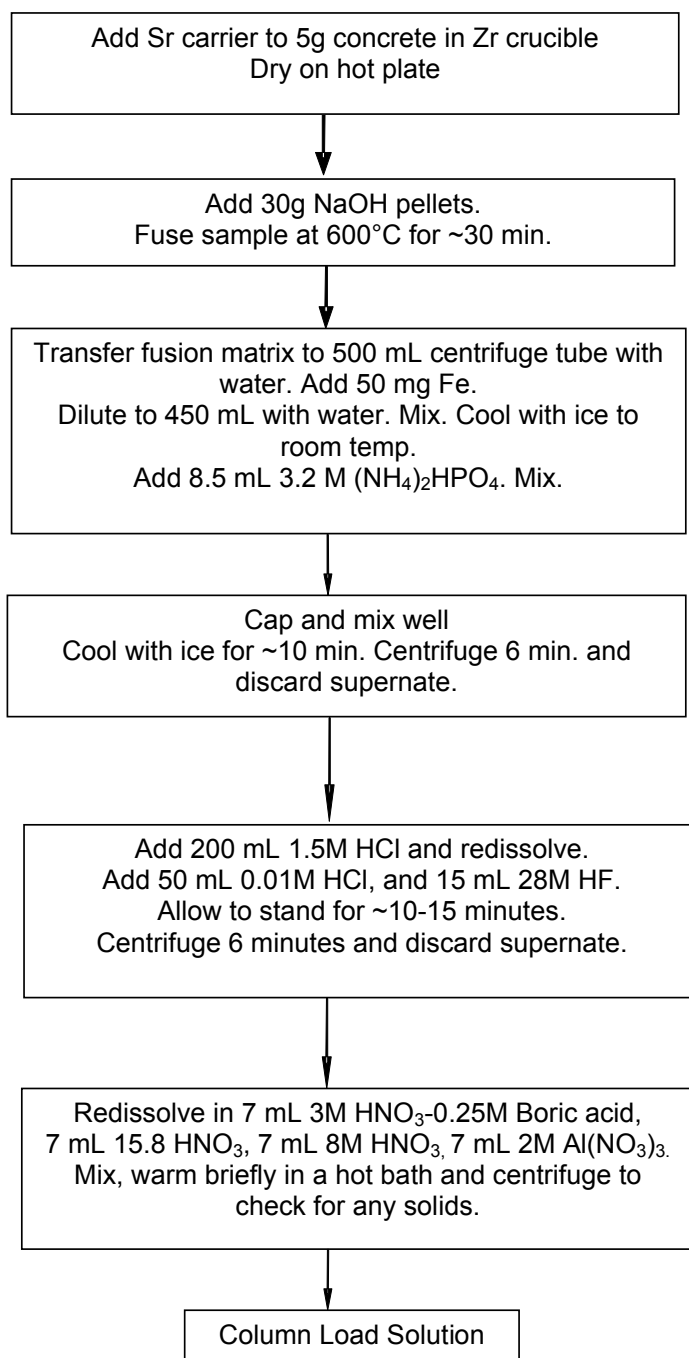 Add Sr carrier to 5g concrete in Zr crucible
Dry on hot plate
Add 30g NaOH pellets.
Fuse sample at 600°C for ~30 min.
Transfer fusion matrix to 500 mL centrifuge tube with
water. Add 50 mg Fe.
Dilute to 450 mL with water. Mix. Cool with ice to
room temp.
Add 8.5 mL 3.2 M (NH₄)₂HPO₄. Mix.
Cap and mix well
Cool with ice for ~10 min. Centrifuge 6 min. and
discard supernate.
Add 200 mL 1.5M HCl and redissolve.
Add 50 mL 0.01M HCl, and 15 mL 28M HF.
Allow to stand for ~10-15 minutes.
Centrifuge 6 minutes and discard supernate.
Redissolve in 7 mL 3M HNO₃-0.25M Boric acid,
7 mL 15.8 HNO₃, 7 mL 8M HNO₃, 7 mL 2M Al(NO₃)₃.
Mix, warm briefly in a hot bath and centrifuge to
check for any solids.
Column Load Solution